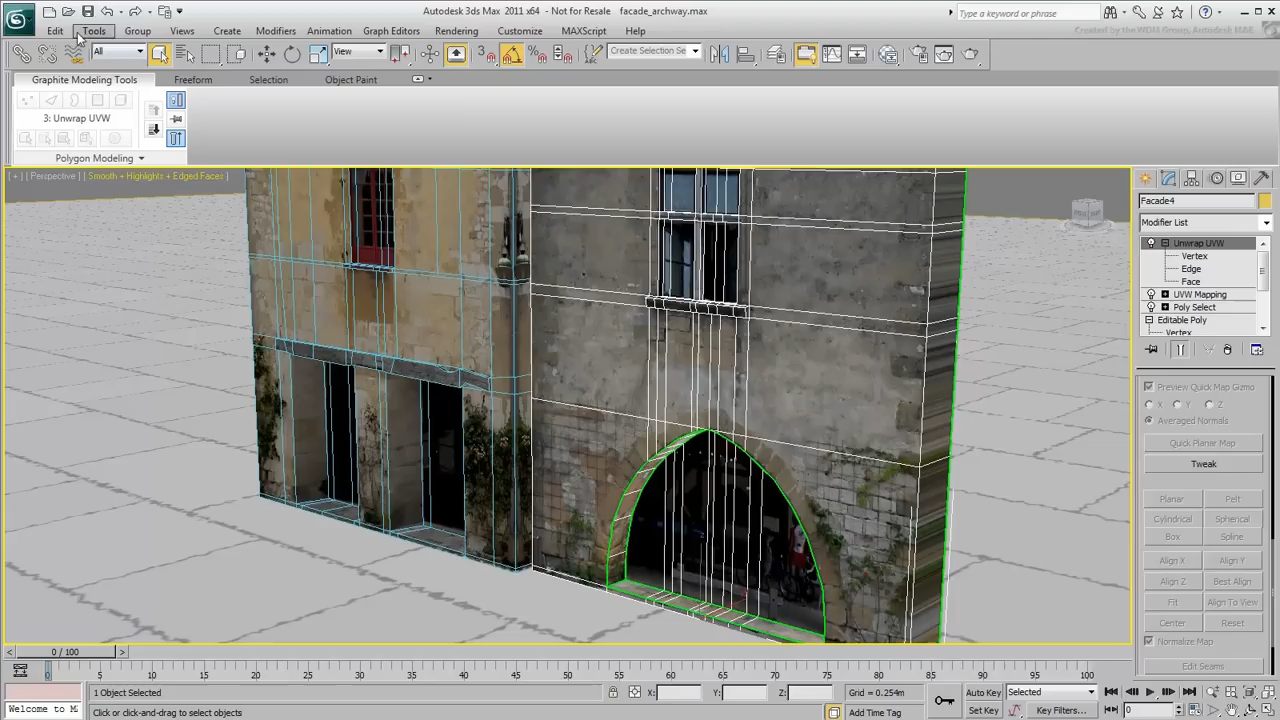 Autodesk 3ds Max 2011 x64 - Not for Resale facade_archway.max
Type a keyword or phrase
Edit Tools Group Views Create Modifiers Animation Graph Editors Rendering Customize MAXScript Help
Created by the WDM Group, Autodesk M&E
All View 3 Create Selection Se
Graphite Modeling Tools Freeform Selection Object Paint
3: Unwrap UVW
Polygon Modeling
[ + ] [ Perspective ] [ Smooth + Highlights + Edged Faces ]
Facade4
Modifier List
Unwrap UVW
Vertex
Edge
Face
UVW Mapping
Poly Select
Editable Poly
Vertex
Preview Quick Map Gizmo
X Y Z
Averaged Normals
Quick Planar Map
Tweak
Planar Pelt
Cylindrical Spherical
Box Spline
Align X Align Y
Align Z Best Align
Fit Align To View
Center Reset
Normalize Map
Edit Seams
< 0 / 100 >
0 5 10 15 20 25 30 35 40 45 50 55 60 65 70 75 80 85 90 95 100
1 Object Selected X: Y: Z: Grid = 0.254m Auto Key Selected
Welcome to M
Click or click-and-drag to select objects Add Time Tag Set Key Key Filters... 0